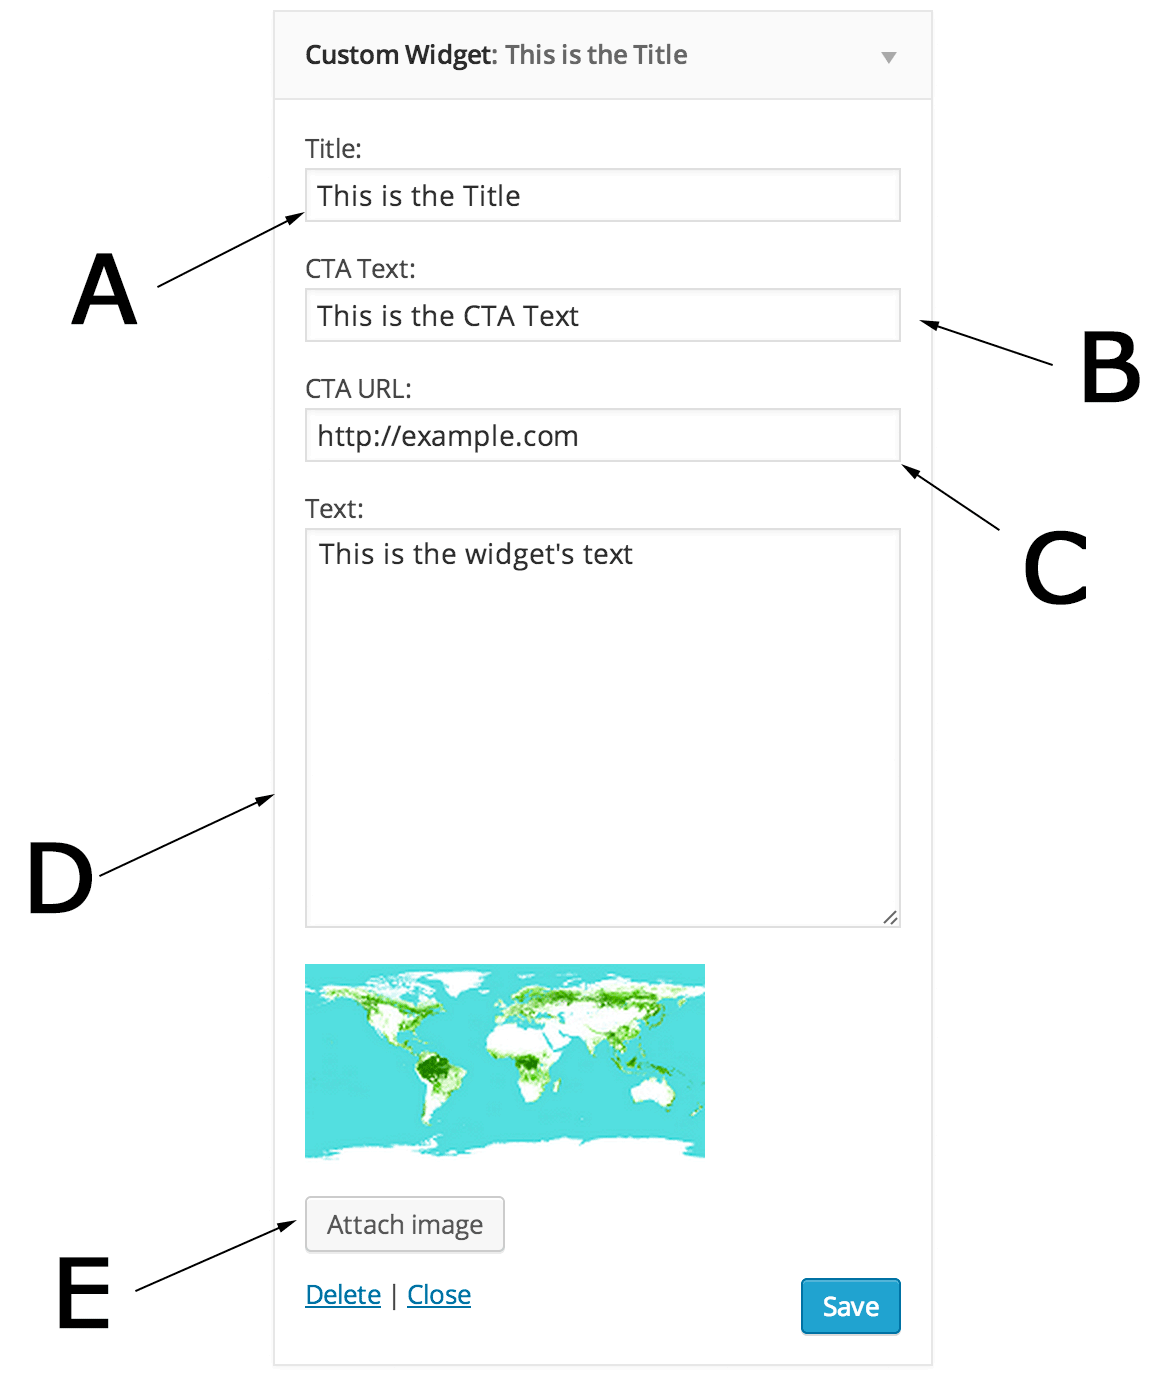 Custom Widget: This is the Title
Title:
This is the Title
A
CTA Text:
This is the CTA Text
B
CTA URL:
http://example.com
C
Text:
This is the widget's text
D
Attach image
E
Delete | Close
Save